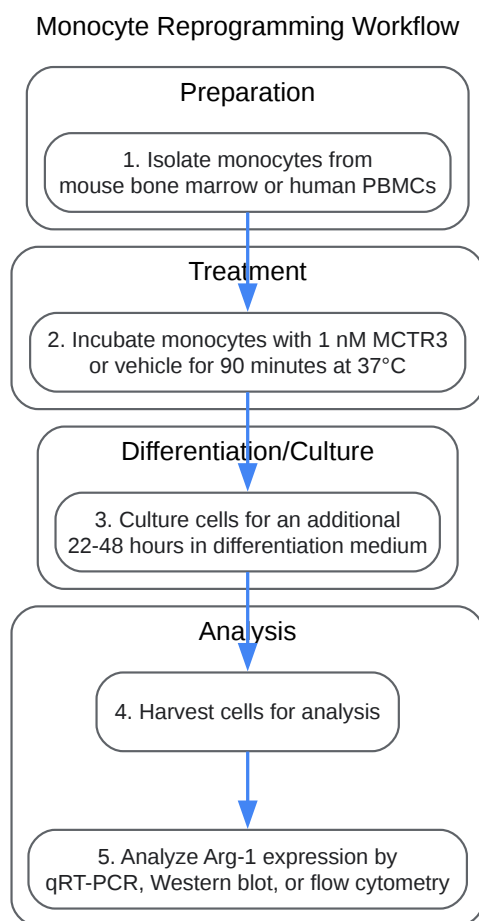 Monocyte Reprogramming Workflow
Preparation
1. Isolate monocytes from
mouse bone marrow or human PBMCs
Treatment
2. Incubate monocytes with 1 nM MCTR3
or vehicle for 90 minutes at 37°C
Differentiation/Culture
3. Culture cells for an additional
22-48 hours in differentiation medium
Analysis
4. Harvest cells for analysis
5. Analyze Arg-1 expression by
qRT-PCR, Western blot, or flow cytometry